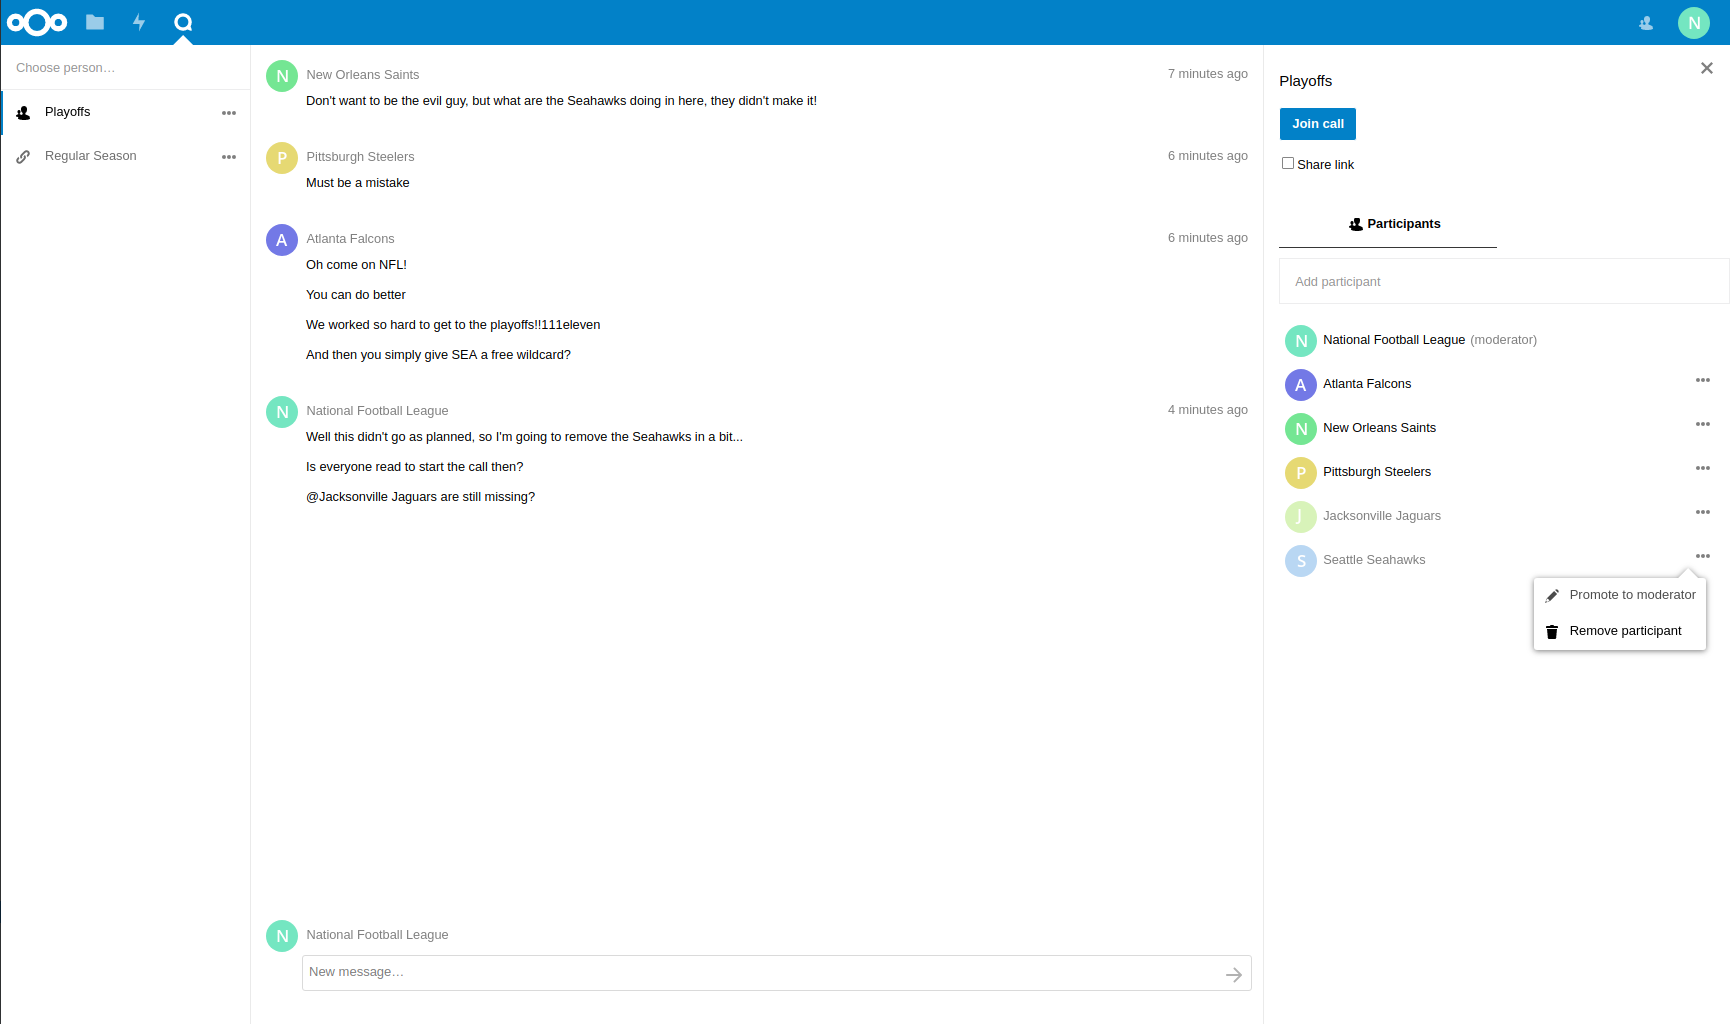 N
Choose person…
Playoffs
Regular Season
N
New Orleans Saints
7 minutes ago
Don't want to be the evil guy, but what are the Seahawks doing in here, they didn't make it!
P
Pittsburgh Steelers
6 minutes ago
Must be a mistake
A
Atlanta Falcons
6 minutes ago
Oh come on NFL!
You can do better
We worked so hard to get to the playoffs!!111eleven
And then you simply give SEA a free wildcard?
N
National Football League
4 minutes ago
Well this didn't go as planned, so I'm going to remove the Seahawks in a bit...
Is everyone read to start the call then?
@Jacksonville Jaguars are still missing?
N
National Football League
New message…
Playoffs
Join call
Share link
Participants
Add participant
N
National Football League (moderator)
A
Atlanta Falcons
N
New Orleans Saints
P
Pittsburgh Steelers
J
Jacksonville Jaguars
S
Seattle Seahawks
Promote to moderator
Remove participant